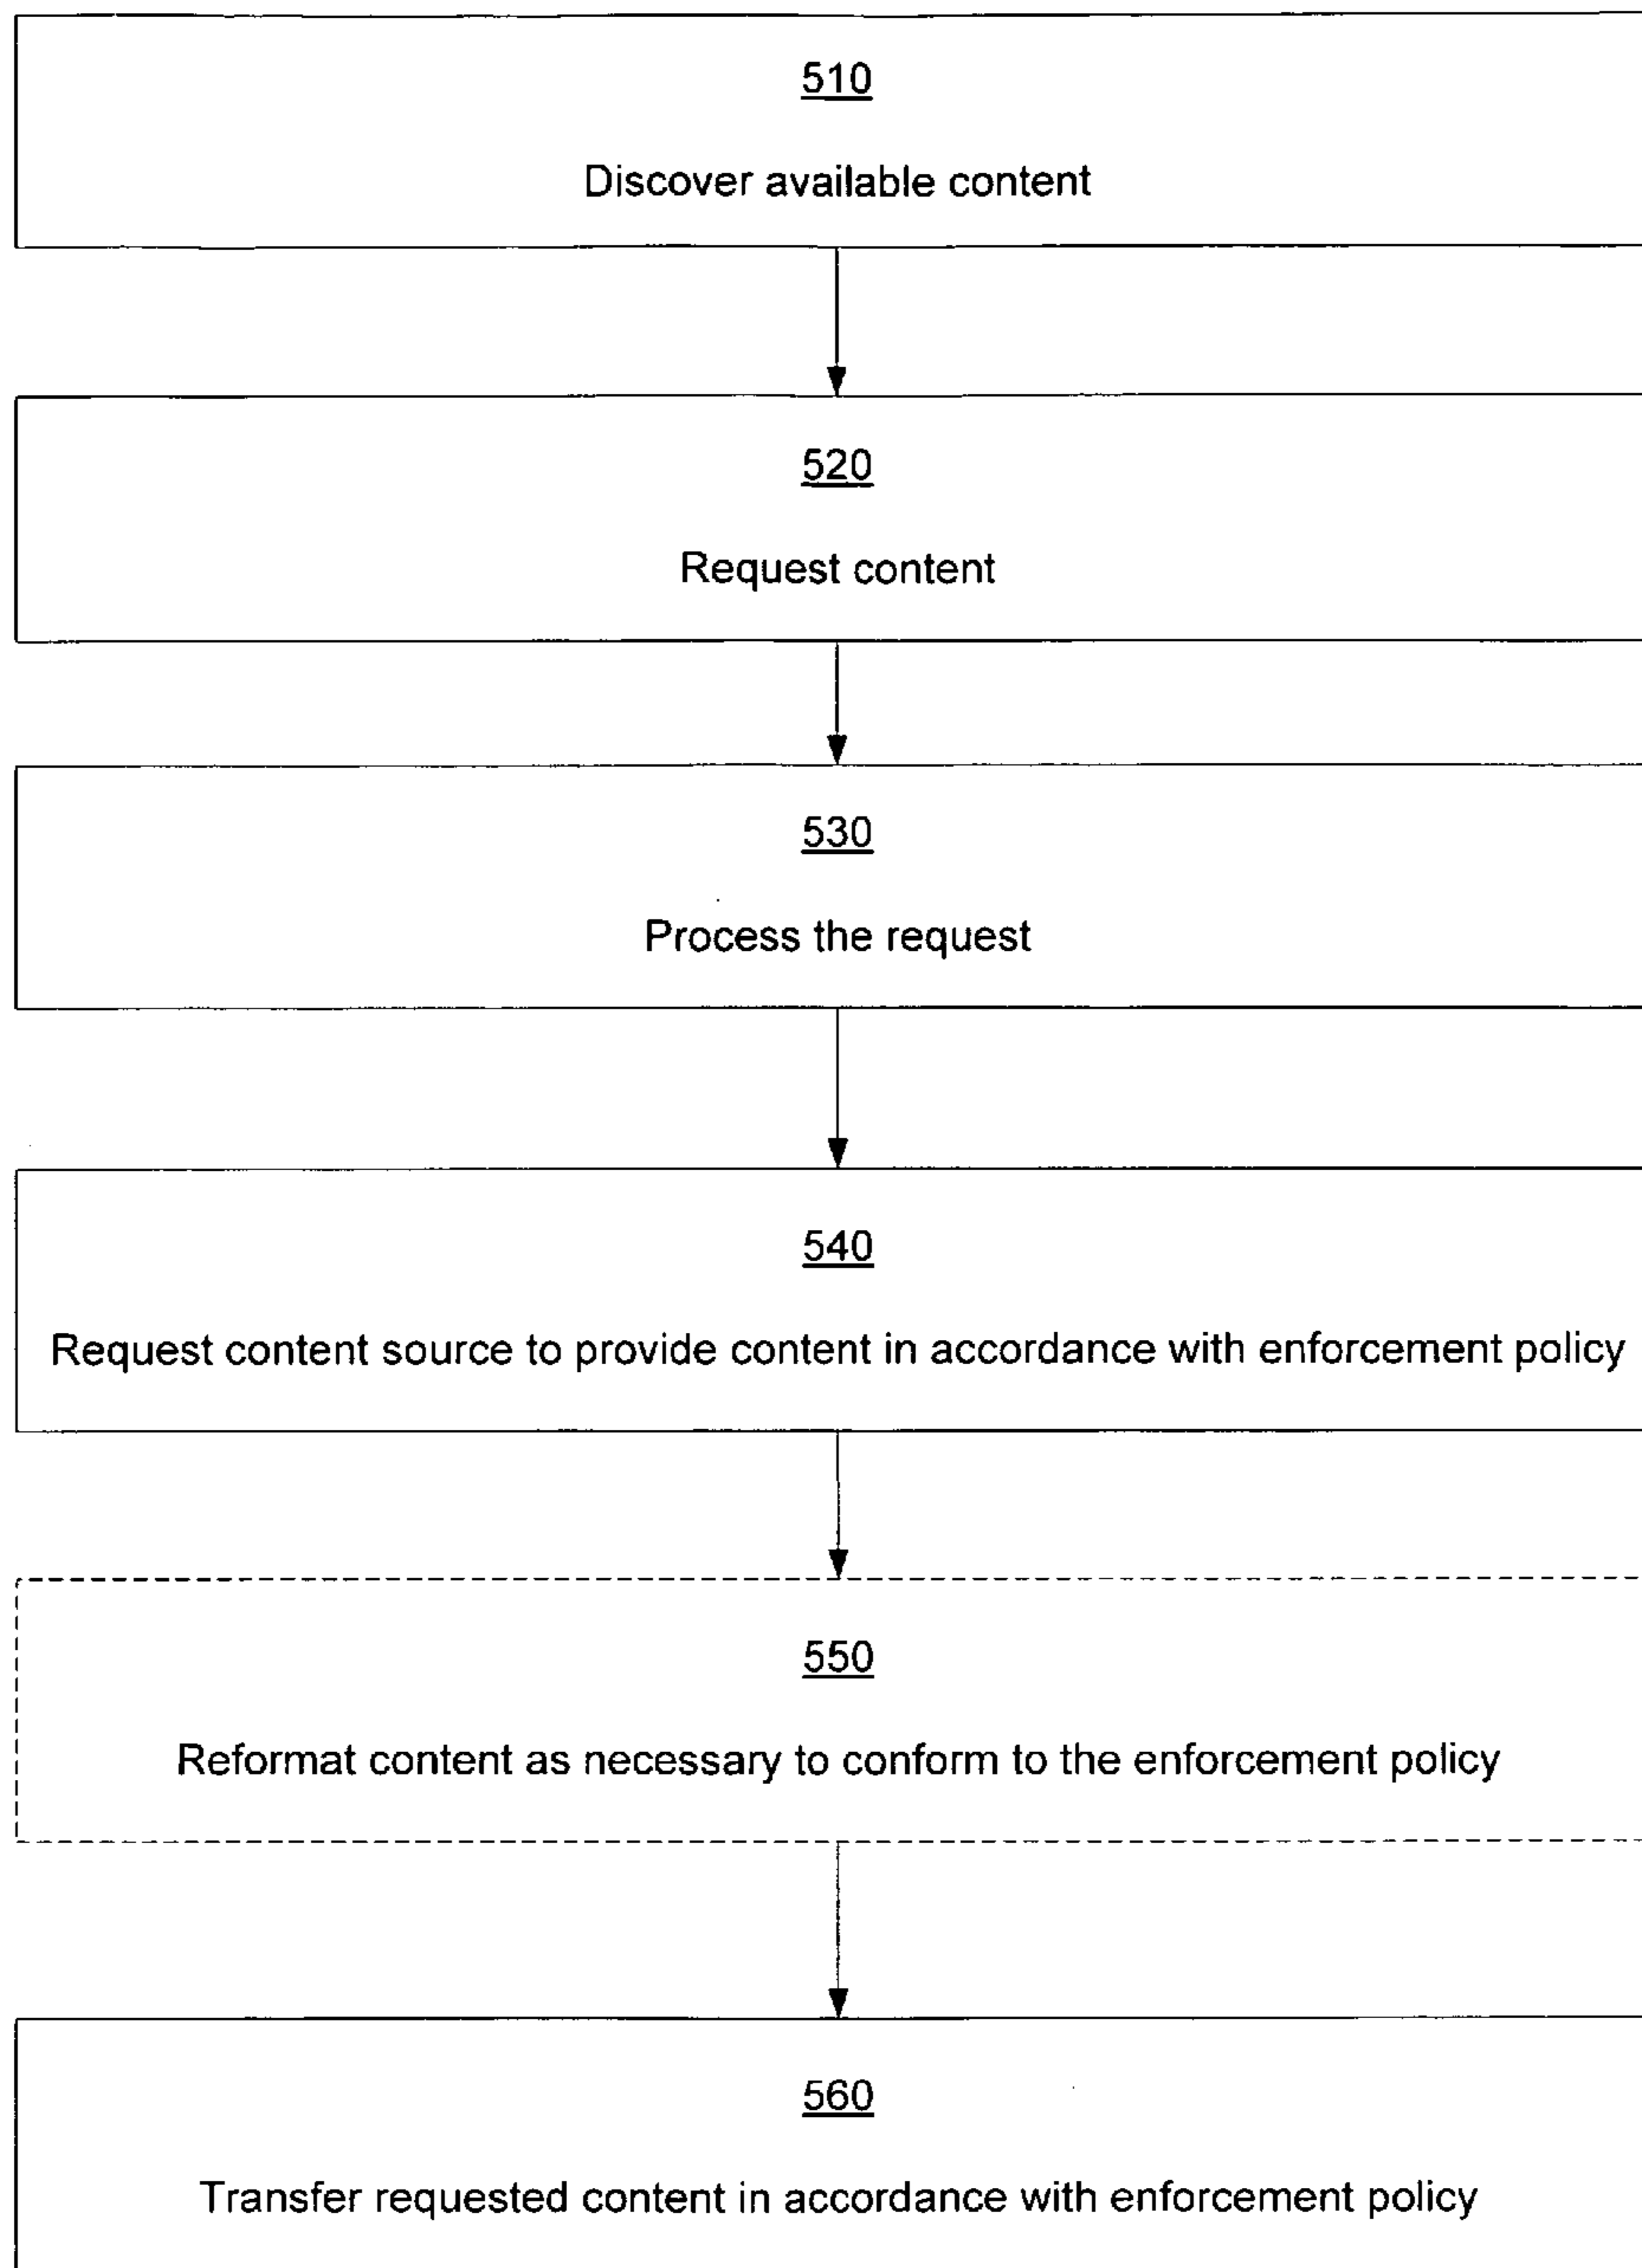 510
Discover available content
520
Request content
530
Process the request
540
Request content source to provide content in accordance with enforcement policy
550
Reformat content as necessary to conform to the enforcement policy
560
Transfer requested content in accordance with enforcement policy